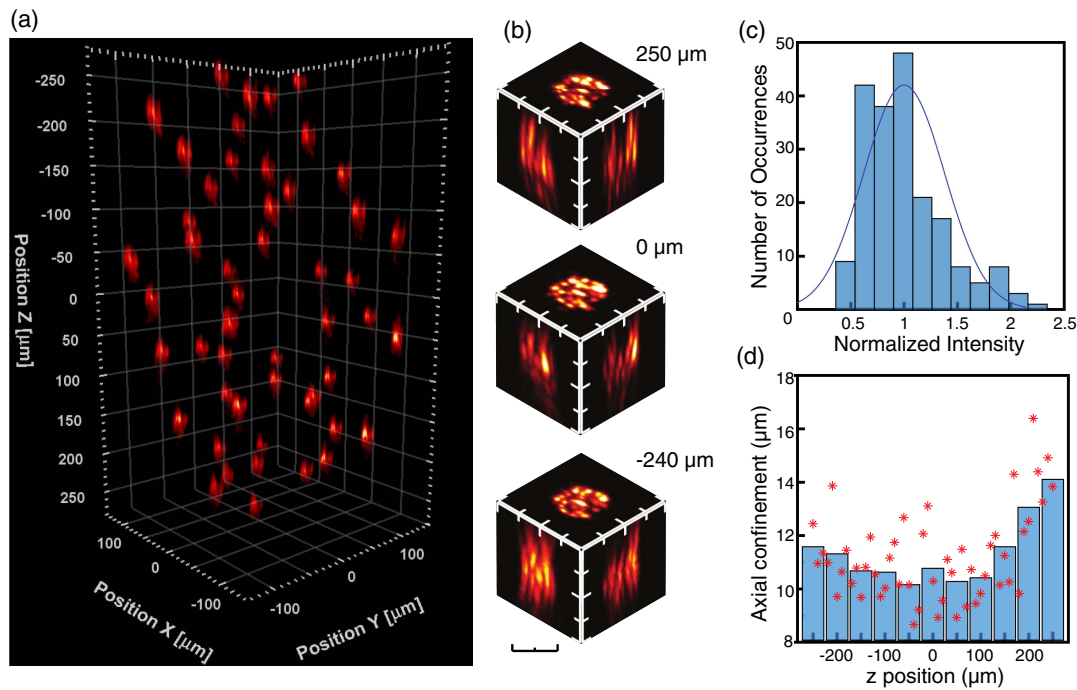 (a)
-250
-200
-150
-100
-50
0
50
100
150
200
250
Position Z [µm]
100
0
-100
Position X [µm]
-100
0
100
Position Y [µm]
(b)
250 µm
0 µm
-240 µm
(c)
50
40
30
20
10
0
0.5
1
1.5
2
2.5
Number of Occurrences
Normalized Intensity
(d)
18
16
14
12
10
8
Axial confinement (µm)
-200
-100
0
100
200
z position (µm)